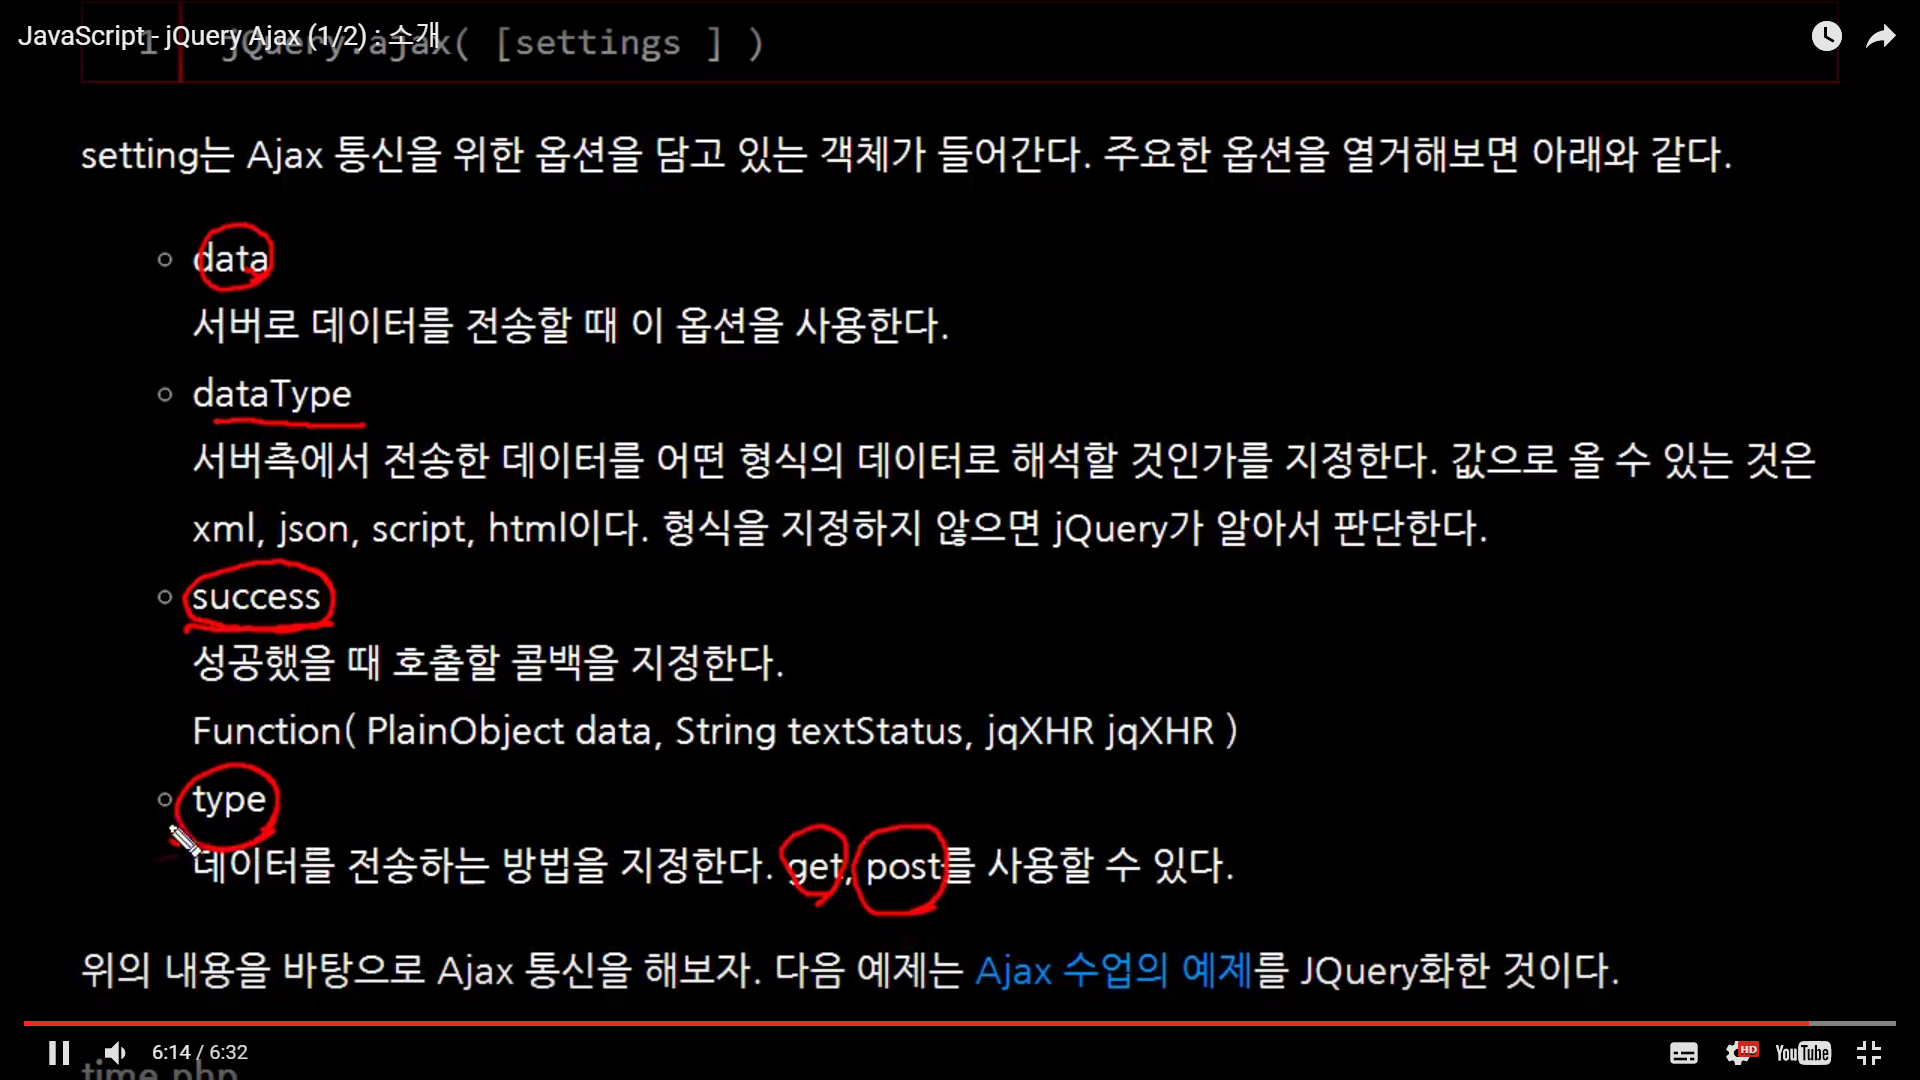 JavaScript - jQuery Ajax (1/2) : 소개
1 jQuery.ajax( [settings ] )
setting는 Ajax 통신을 위한 옵션을 담고 있는 객체가 들어간다. 주요한 옵션을 열거해보면 아래와 같다.
data
서버로 데이터를 전송할 때 이 옵션을 사용한다.
dataType
서버측에서 전송한 데이터를 어떤 형식의 데이터로 해석할 것인가를 지정한다. 값으로 올 수 있는 것은
xml, json, script, html이다. 형식을 지정하지 않으면 jQuery가 알아서 판단한다.
success
성공했을 때 호출할 콜백을 지정한다.
Function( PlainObject data, String textStatus, jqXHR jqXHR )
type
데이터를 전송하는 방법을 지정한다. get, post를 사용할 수 있다.
위의 내용을 바탕으로 Ajax 통신을 해보자. 다음 예제는 Ajax 수업의 예제를 JQuery화한 것이다.
6:14 / 6:32
HD
YouTube
time.php